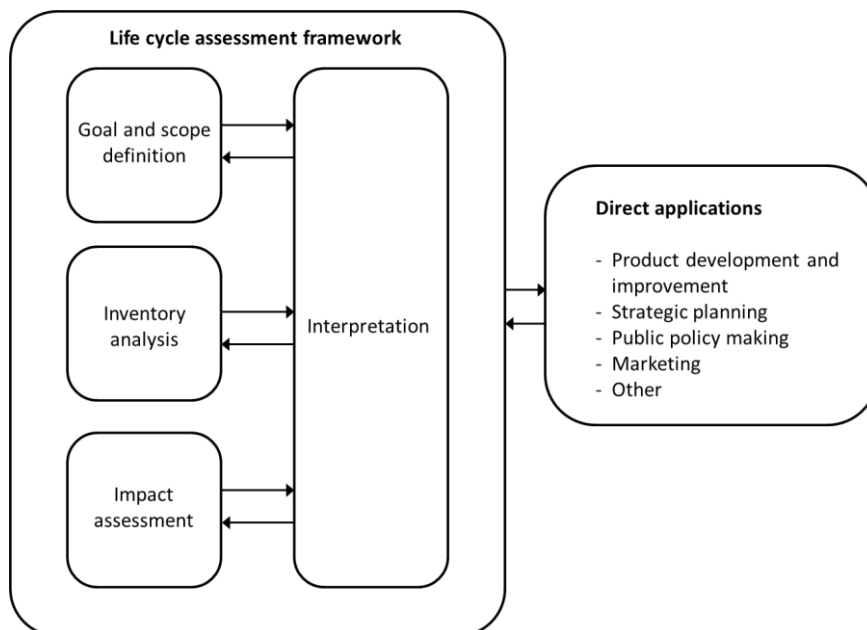 Life cycle assessment framework
Goal and scope
definition
Inventory
analysis
Impact
assessment
Interpretation
Direct applications
- Product development and
improvement
- Strategic planning
- Public policy making
- Marketing
- Other